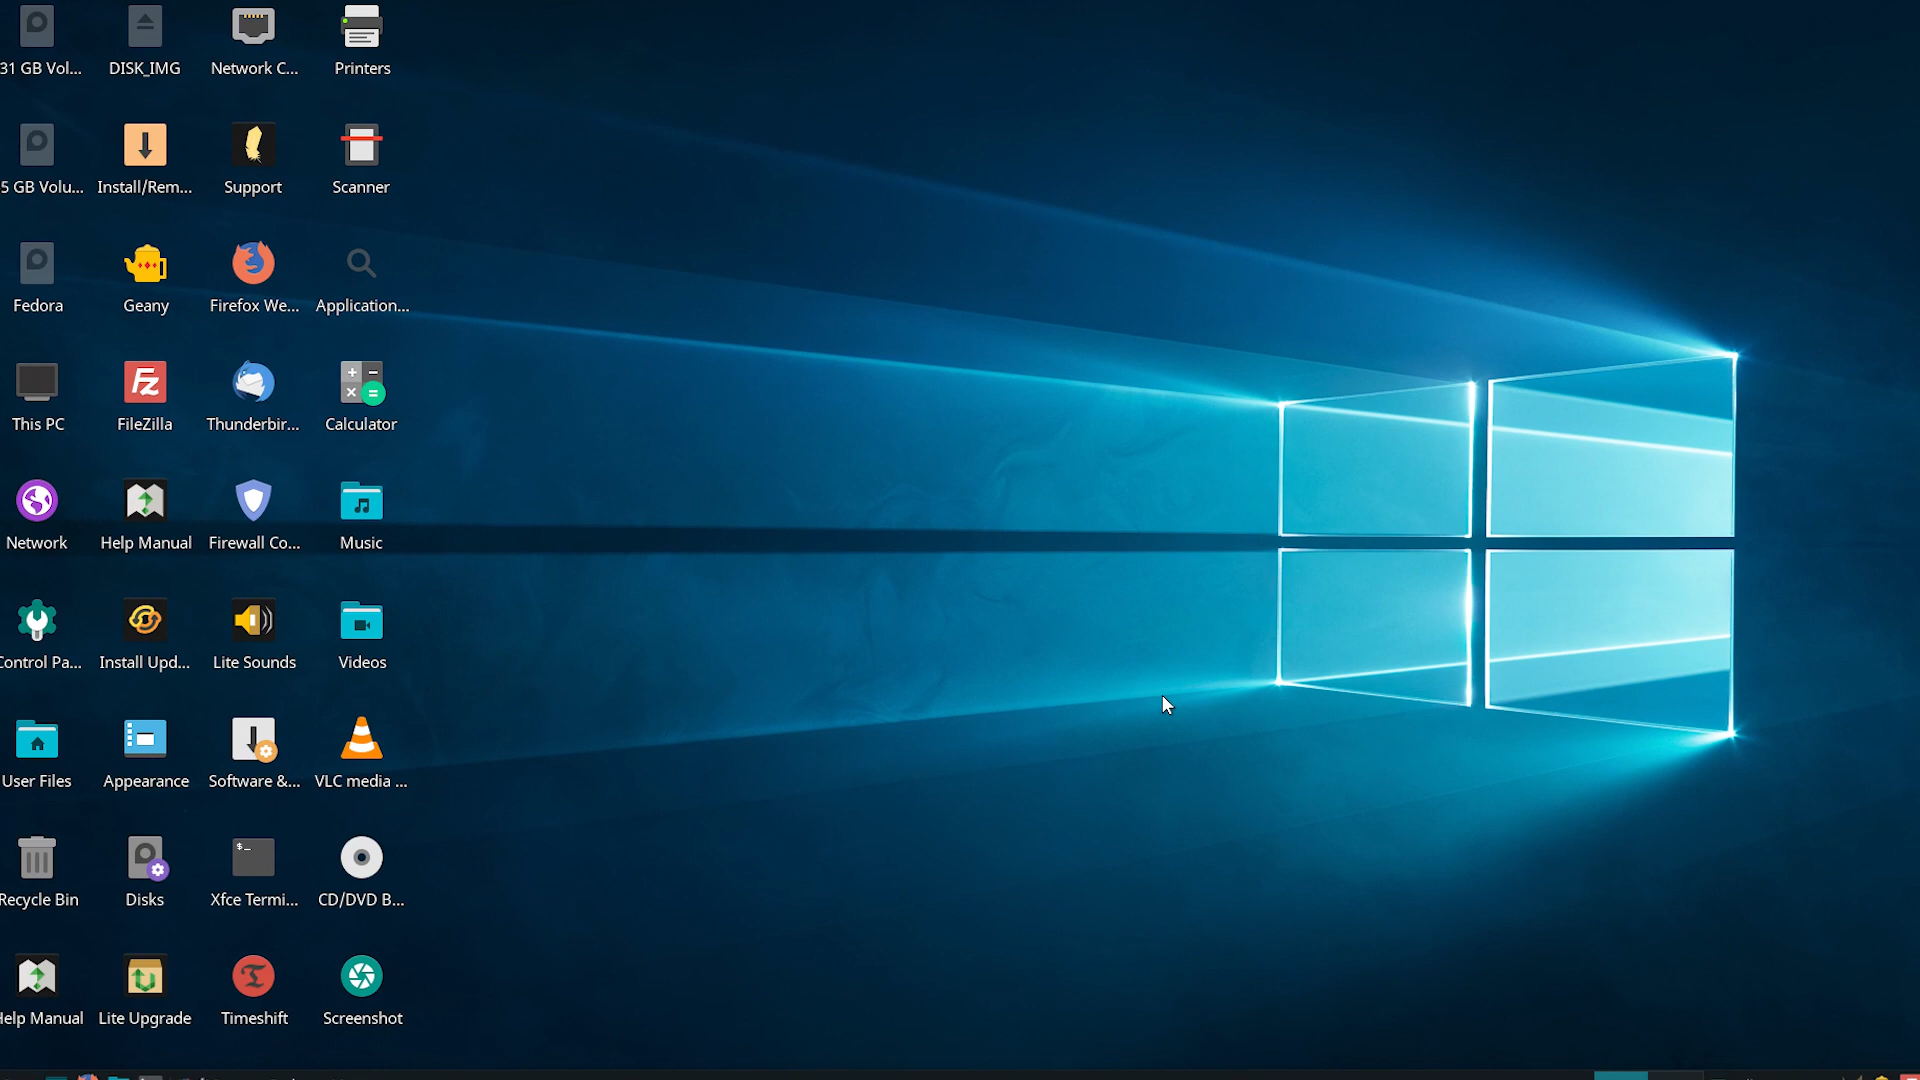 31 GB Vol... DISK_IMG Network C... Printers
5 GB Volu... Install/Rem... Support Scanner
Fedora Geany Firefox We... Application...
This PC FileZilla Thunderbir... Calculator
Network Help Manual Firewall Co... Music
Control Pa... Install Upd... Lite Sounds Videos
User Files Appearance Software &... VLC media ...
Recycle Bin Disks Xfce Termi... CD/DVD B...
Help Manual Lite Upgrade Timeshift Screenshot